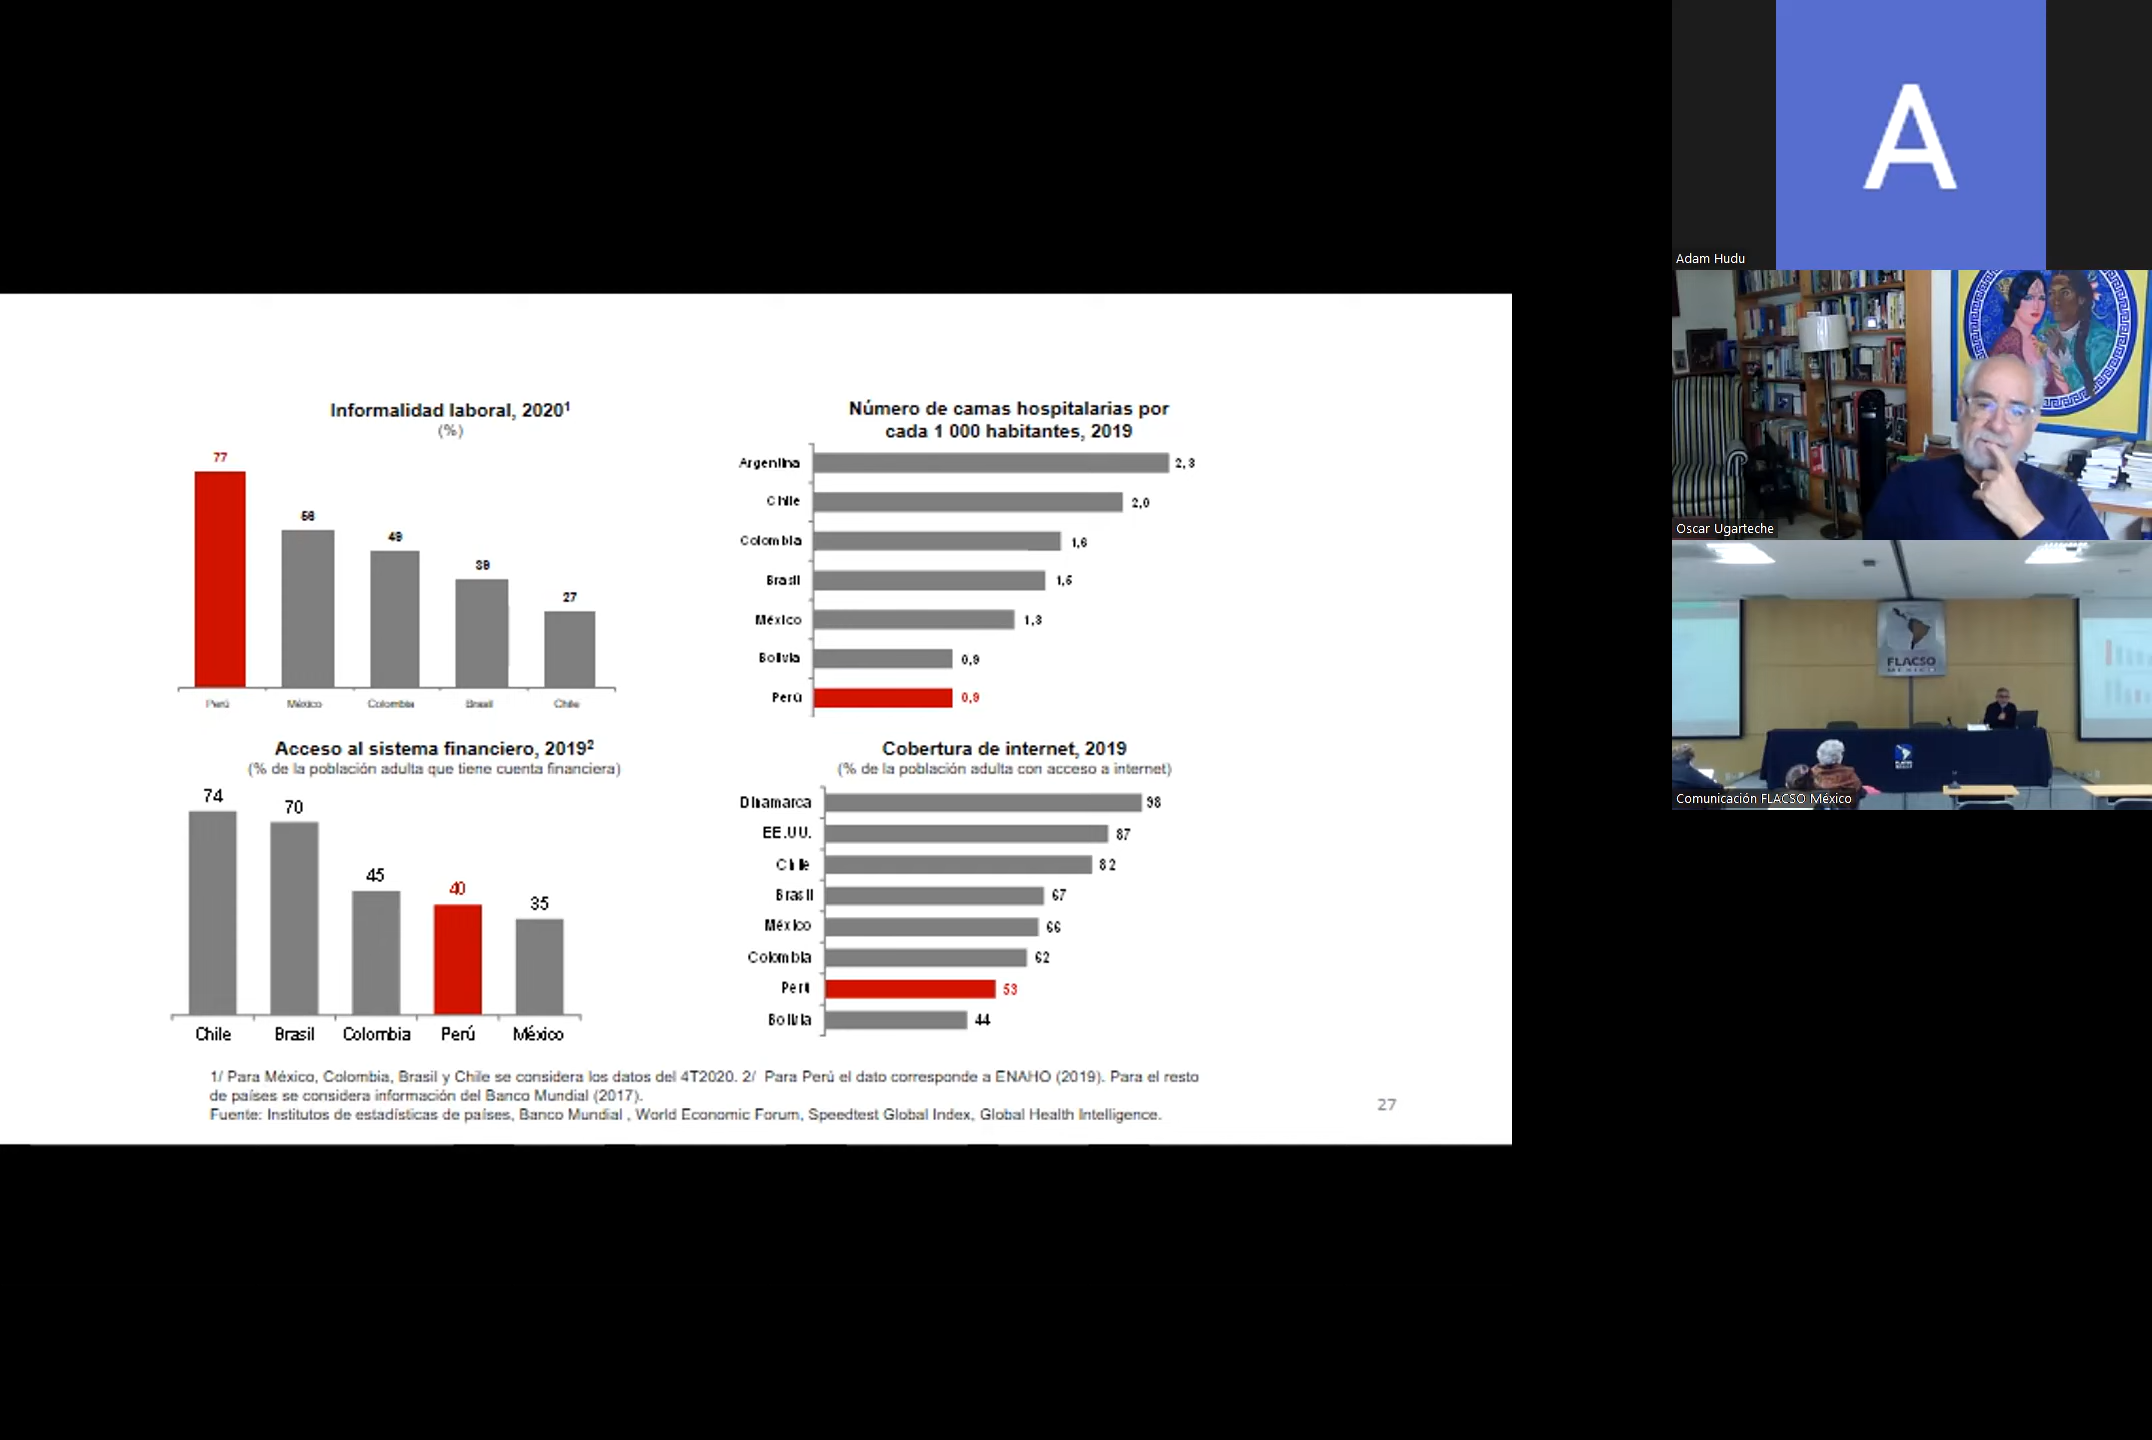 Informalidad laboral, 2020¹
(%)
77
56
49
39
27
Perú
México
Colombia
Brasil
Chile
Número de camas hospitalarias por
cada 1 000 habitantes, 2019
Argentina 2,3
Chile 2,0
Colombia 1,6
Brasil 1,5
México 1,3
Bolivia 0,9
Perú 0,9
Acceso al sistema financiero, 2019²
(% de la población adulta que tiene cuenta financiera)
74
70
45
40
35
Chile
Brasil
Colombia
Perú
México
Cobertura de internet, 2019
(% de la población adulta con acceso a internet)
Dinamarca 98
EE.UU. 87
Chile 82
Brasil 67
México 66
Colombia 62
Perú 53
Bolivia 44
1/ Para México, Colombia, Brasil y Chile se considera los datos del 4T2020. 2/ Para Perú el dato corresponde a ENAHO (2019). Para el resto
de países se considera información del Banco Mundial (2017).
Fuente: Institutos de estadísticas de países, Banco Mundial , World Economic Forum, Speedtest Global Index, Global Health Intelligence.
27
A
Adam Hudu
Oscar Ugarteche
FLACSO
MÉXICO
Comunicación FLACSO México